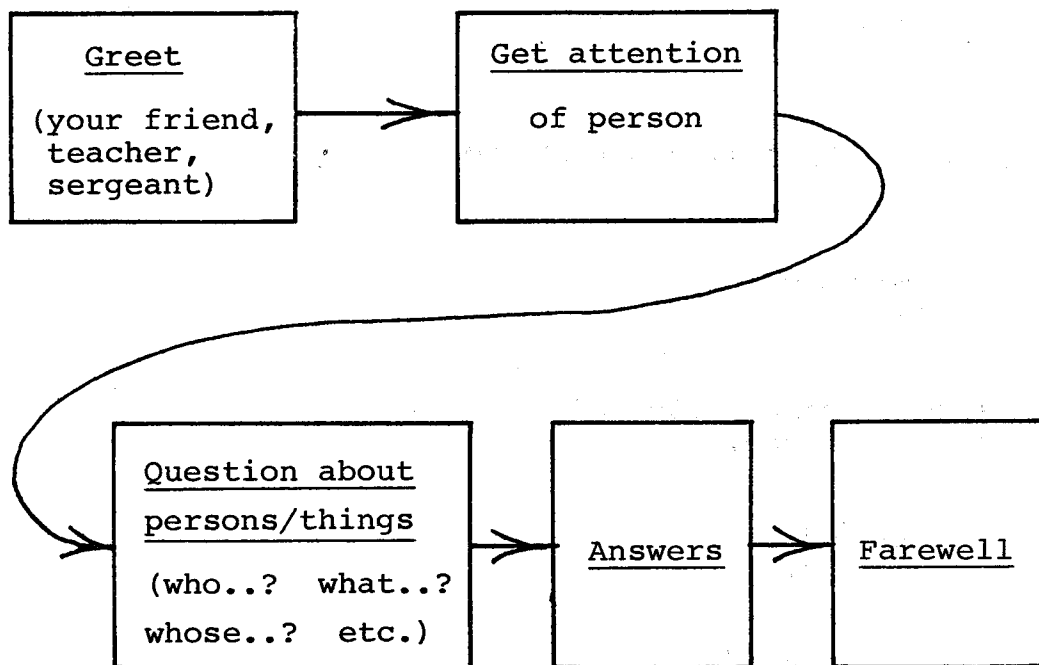 Greet
(your friend,
teacher,
sergeant)
Get attention
of person
Question about
persons/things
(who..? what..?
whose..? etc.)
Answers
Farewell